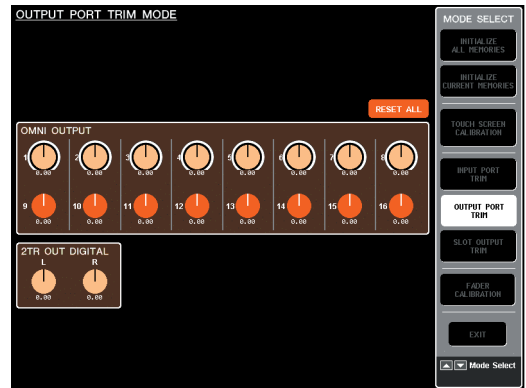 OUTPUT PORT TRIM MODE
RESET ALL
OMNI OUTPUT
1 2 3 4 5 6 7 8
0.00 0.00 0.00 0.00 0.00 0.00 0.00 0.00
9 10 11 12 13 14 15 16
0.00 0.00 0.00 0.00 0.00 0.00 0.00 0.00
2TR OUT DIGITAL
L R
0.00 0.00
MODE SELECT
INITIALIZE
ALL MEMORIES
INITIALIZE
CURRENT MEMORIES
TOUCH SCREEN
CALIBRATION
INPUT PORT
TRIM
OUTPUT PORT
TRIM
SLOT OUTPUT
TRIM
FADER
CALIBRATION
EXIT
Mode Select